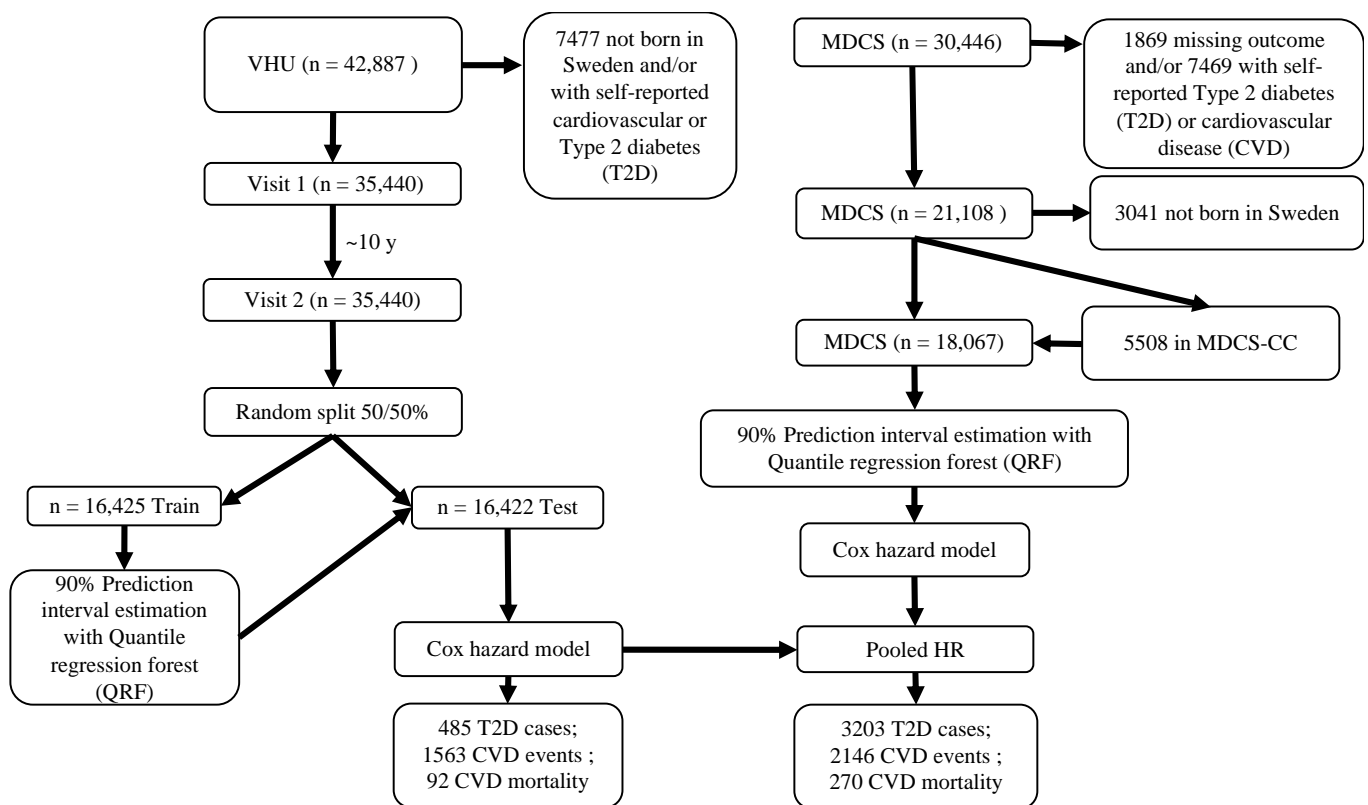 VHU (n = 42,887 )
7477 not born in
Sweden and/or
with self-reported
cardiovascular or
Type 2 diabetes
(T2D)
Visit 1 (n = 35,440)
~10 y
Visit 2 (n = 35,440)
Random split 50/50%
n = 16,425 Train
n = 16,422 Test
90% Prediction
interval estimation
with Quantile
regression forest
(QRF)
Cox hazard model
485 T2D cases;
1563 CVD events ;
92 CVD mortality
MDCS (n = 30,446)
1869 missing outcome
and/or 7469 with self-
reported Type 2 diabetes
(T2D) or cardiovascular
disease (CVD)
MDCS (n = 21,108 )
3041 not born in Sweden
MDCS (n = 18,067)
5508 in MDCS-CC
90% Prediction interval estimation with
Quantile regression forest (QRF)
Cox hazard model
Pooled HR
3203 T2D cases;
2146 CVD events ;
270 CVD mortality